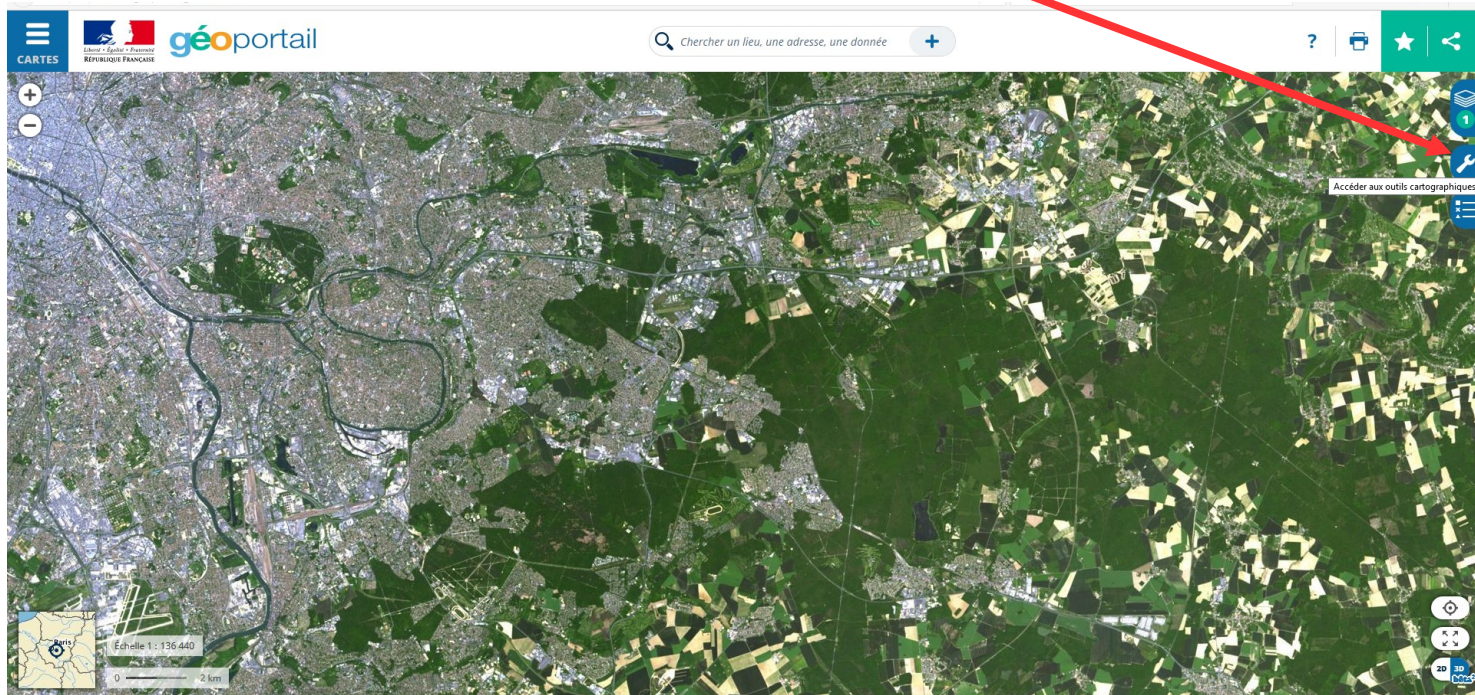 CARTES
Liberté • Égalité • Fraternité
RÉPUBLIQUE FRANÇAISE
géoportail
Chercher un lieu, une adresse, une donnée
+
?
+
−
1
Accéder aux outils cartographiques
Paris
Échelle 1 : 136 440
0 2 km
2D 3D
bêta